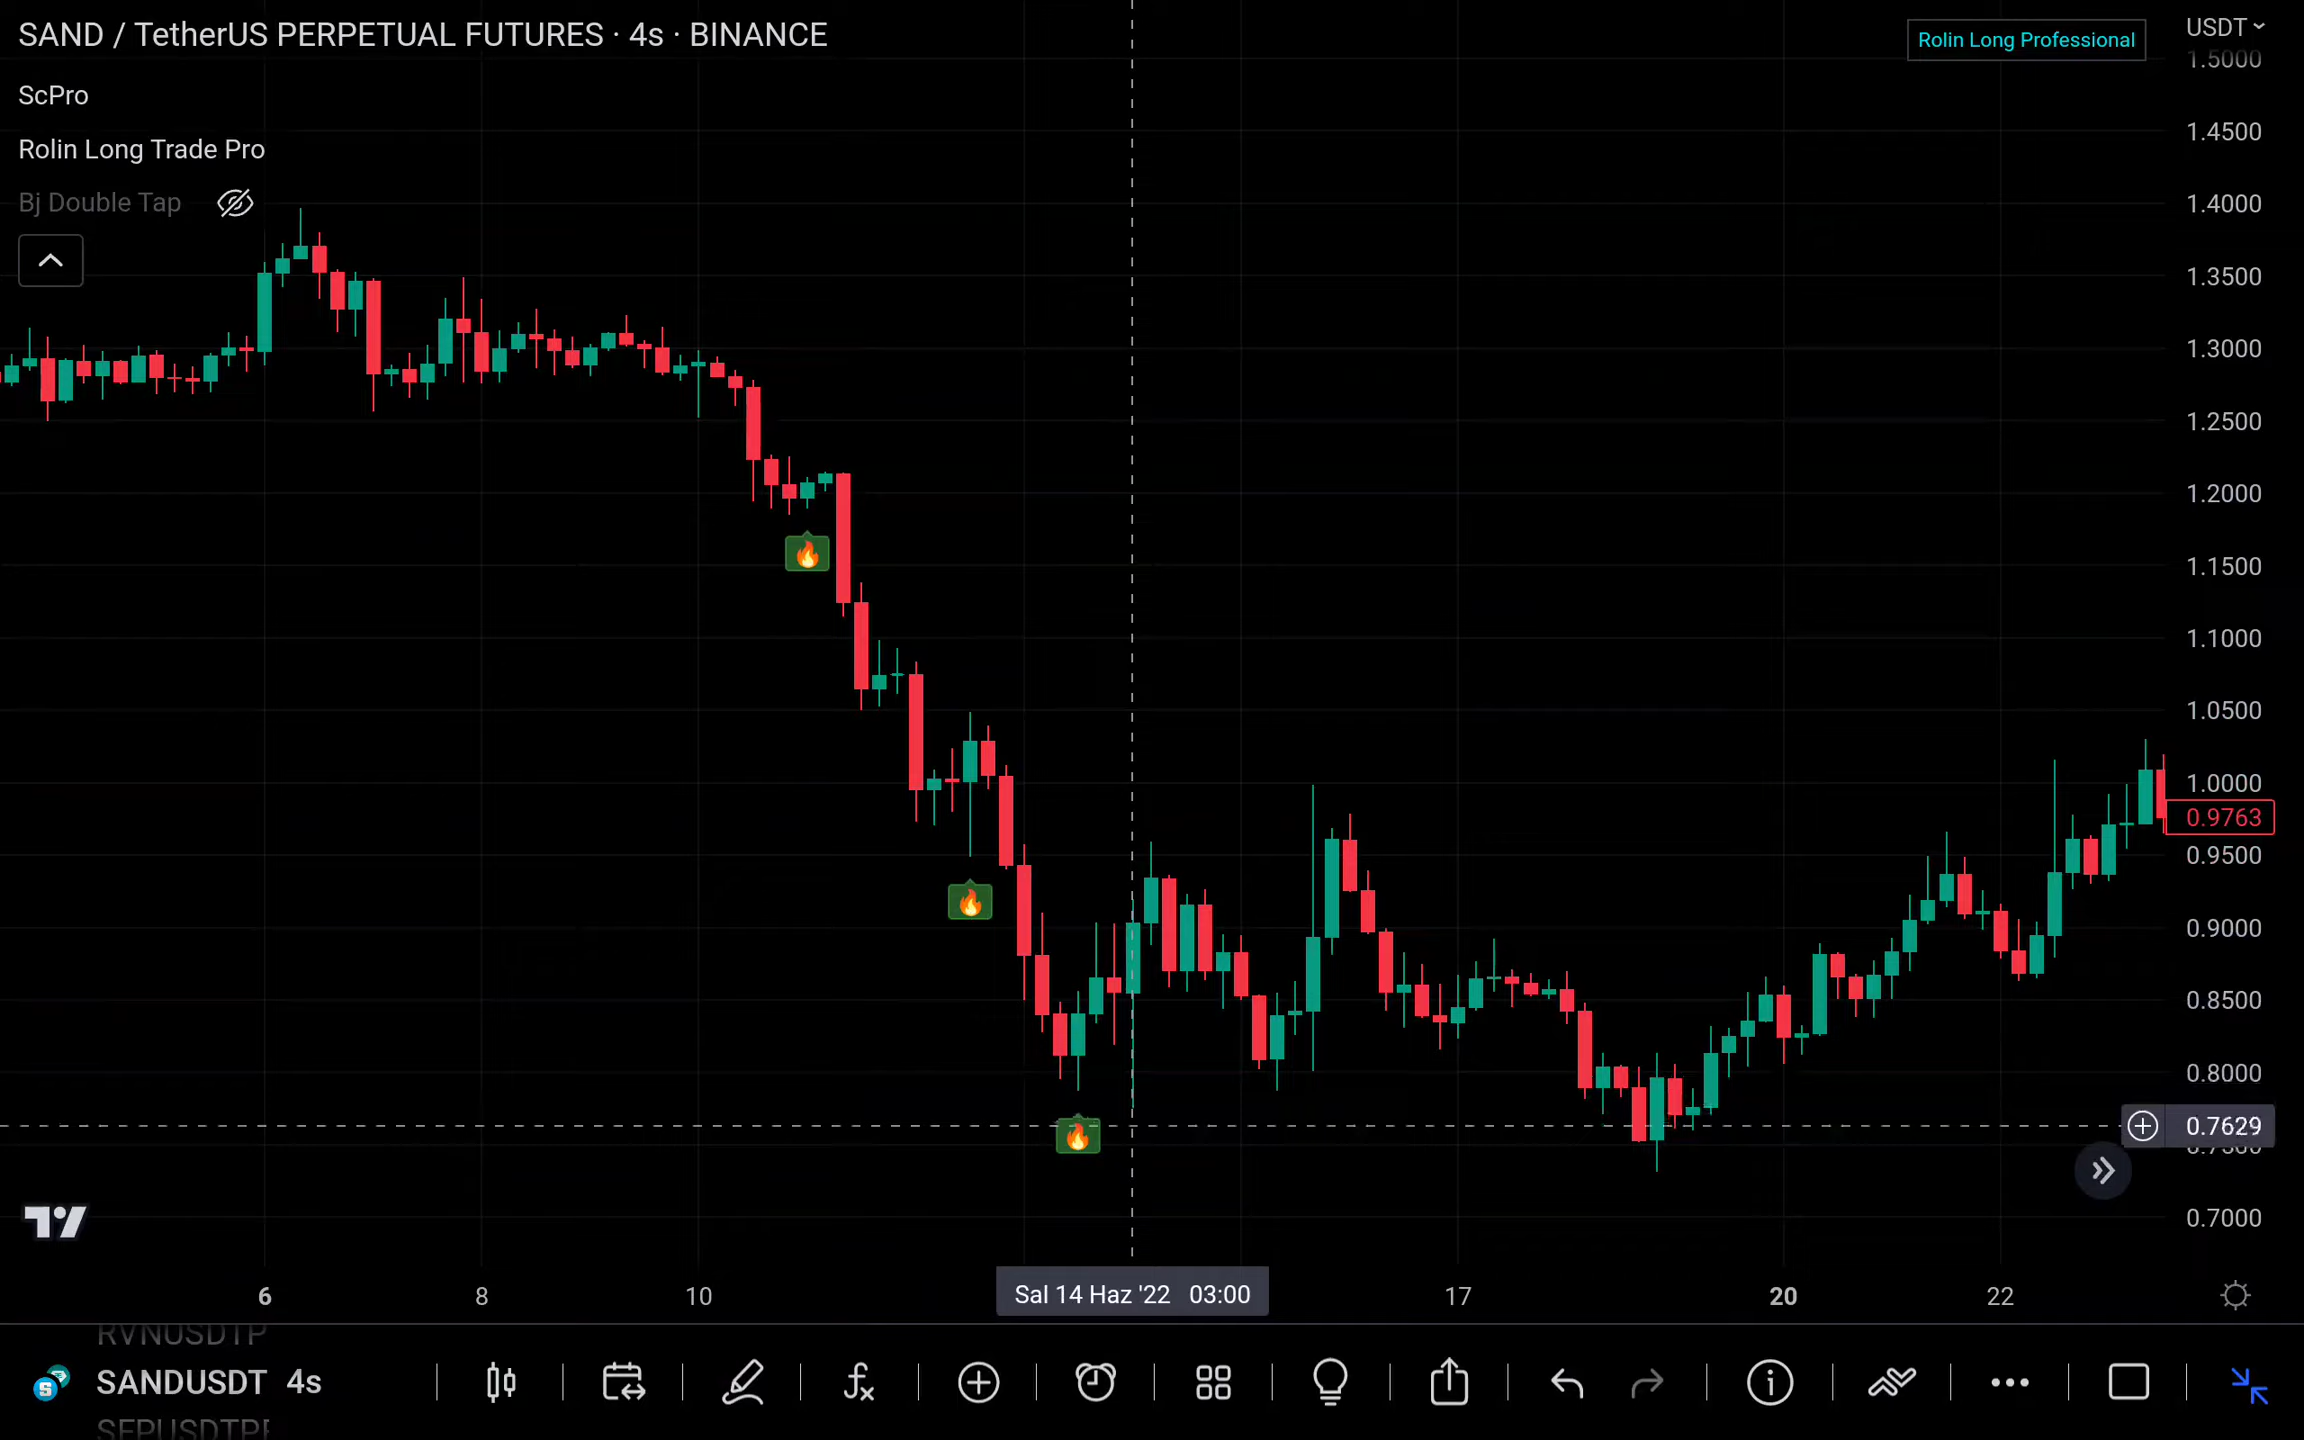 SAND / TetherUS PERPETUAL FUTURES · 4s · BINANCE
Rolin Long Professional
USDT
1.5000
ScPro
1.4500
Rolin Long Trade Pro
Bj Double Tap
1.4000
1.3500
1.3000
1.2500
1.2000
1.1500
1.1000
1.0500
1.0000
0.9763
0.9500
0.9000
0.8500
0.8000
0.7629
0.7500
0.7000
6
8
10
Sal 14 Haz '22 03:00
17
20
22
RVNUSDTP
SANDUSDT 4s
SFPUSDTPE